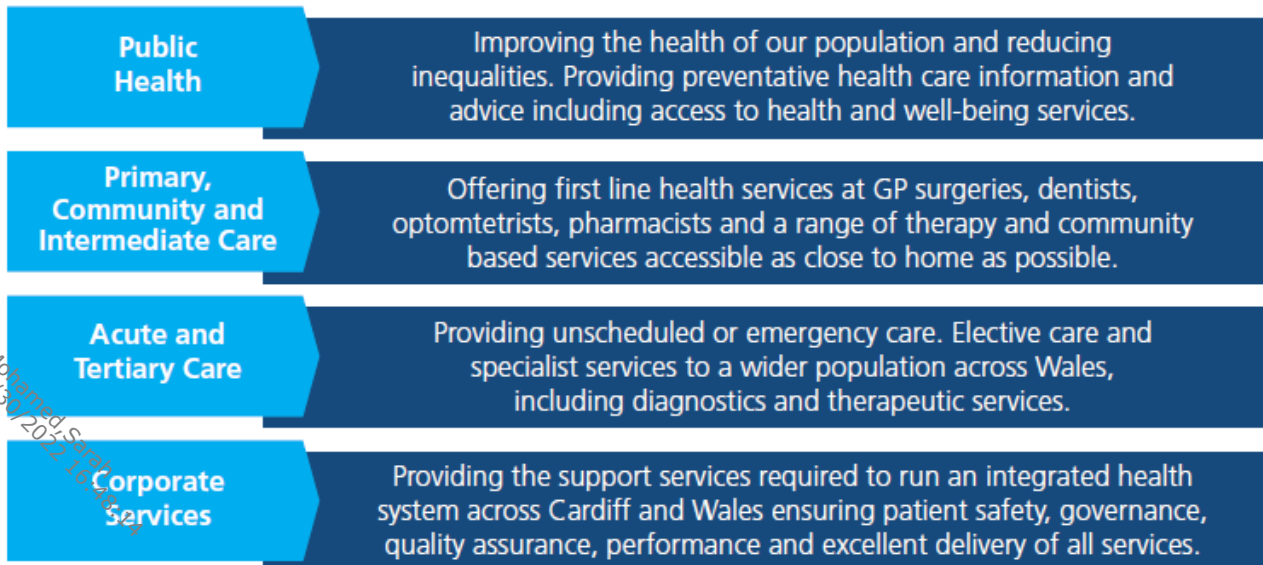 Public
Health
Improving the health of our population and reducing
inequalities. Providing preventative health care information and
advice including access to health and well-being services.
Primary,
Community and
Intermediate Care
Offering first line health services at GP surgeries, dentists,
optomtetrists, pharmacists and a range of therapy and community
based services accessible as close to home as possible.
Acute and
Tertiary Care
Providing unscheduled or emergency care. Elective care and
specialist services to a wider population across Wales,
including diagnostics and therapeutic services.
Corporate
Services
Providing the support services required to run an integrated health
system across Cardiff and Wales ensuring patient safety, governance,
quality assurance, performance and excellent delivery of all services.
Mohamed, Sarah